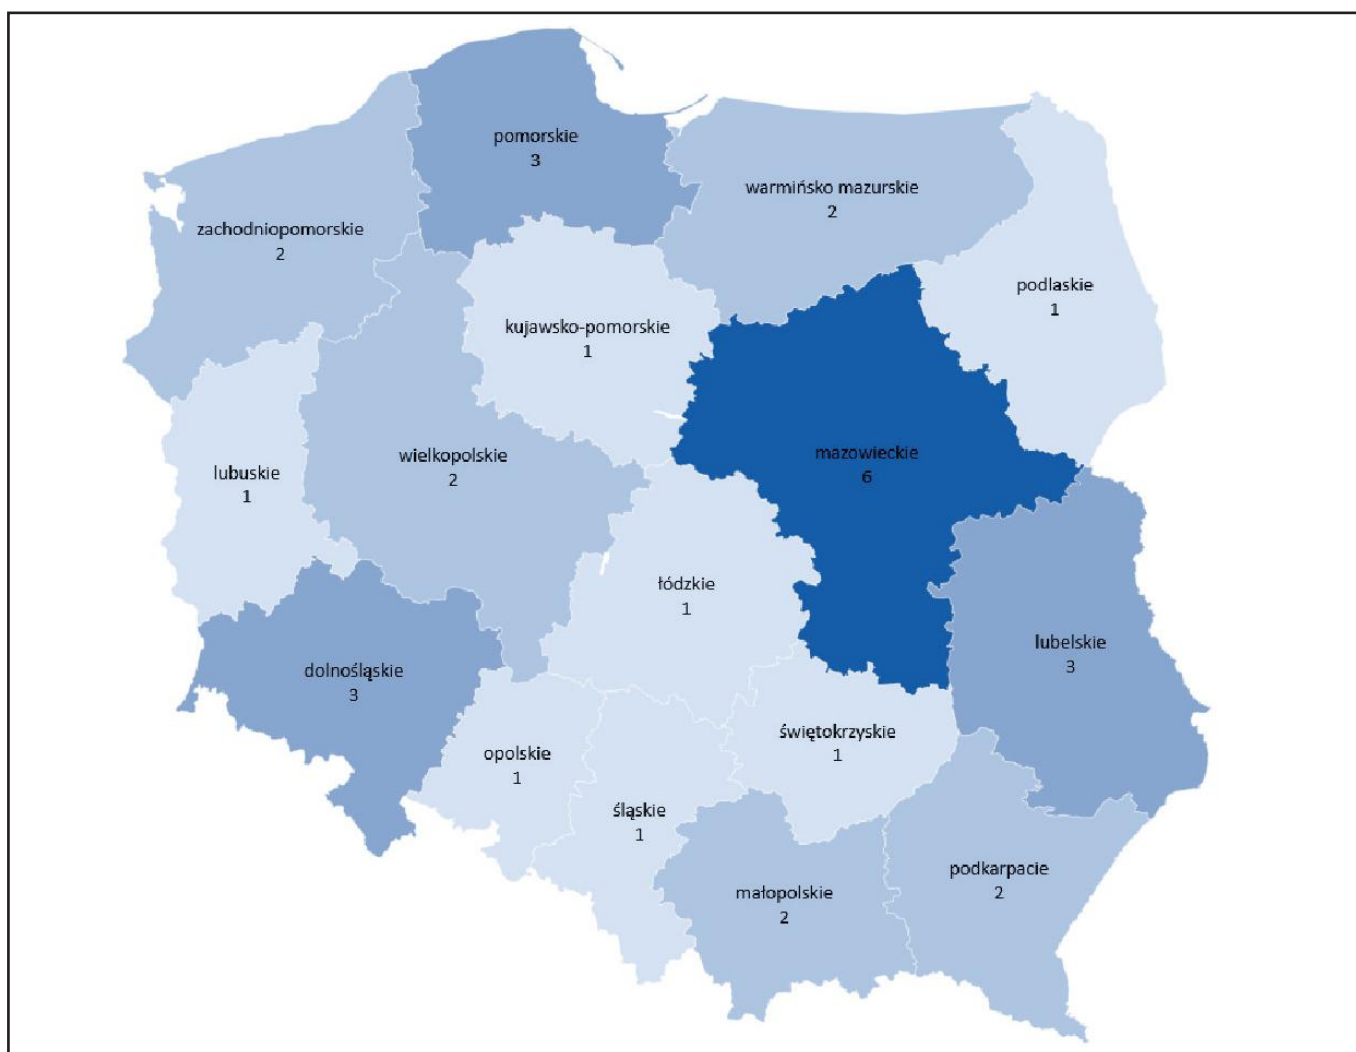 pomorskie
3
warmińsko mazurskie
2
zachodniopomorskie
2
podlaskie
1
kujawsko-pomorskie
1
mazowieckie
6
wielkopolskie
2
lubuskie
1
łódzkie
1
lubelskie
3
dolnośląskie
3
świętokrzyskie
1
opolskie
1
śląskie
1
podkarpacie
2
małopolskie
2